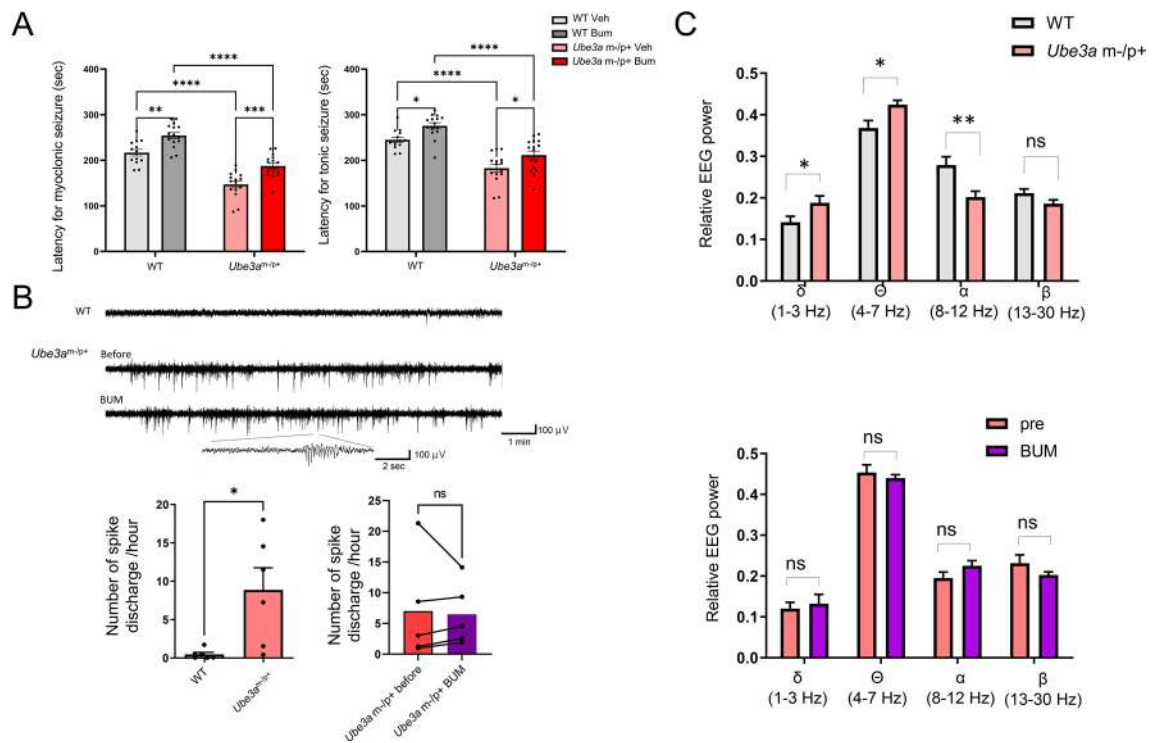 A
WT Veh
WT Bum
Ube3a m-/p+ Veh
Ube3a m-/p+ Bum
Latency for myoclonic seizure (sec)
400
300
200
100
0
****
****
**
***
WT
Ube3aᵐ⁻/ᵖ⁺
Latency for tonic seizure (sec)
400
300
200
100
0
****
****
*
*
WT
Ube3aᵐ⁻/ᵖ⁺
B
WT
Ube3aᵐ⁻/ᵖ⁺
Before
BUM
100 μV
1 min
100 μV
2 sec
Number of spike
discharge /hour
20
15
10
5
0
*
WT
Ube3aᵐ⁻/ᵖ⁺
Number of spike
discharge /hour
25
20
15
10
5
0
ns
Ube3a m-/p+ before
Ube3a m-/p+ BUM
C
WT
Ube3a m-/p+
Relative EEG power
0.5
0.4
0.3
0.2
0.1
0.0
*
*
**
ns
δ
(1-3 Hz)
Θ
(4-7 Hz)
α
(8-12 Hz)
β
(13-30 Hz)
pre
BUM
Relative EEG power
0.5
0.4
0.3
0.2
0.1
0.0
ns
ns
ns
ns
δ
(1-3 Hz)
Θ
(4-7 Hz)
α
(8-12 Hz)
β
(13-30 Hz)